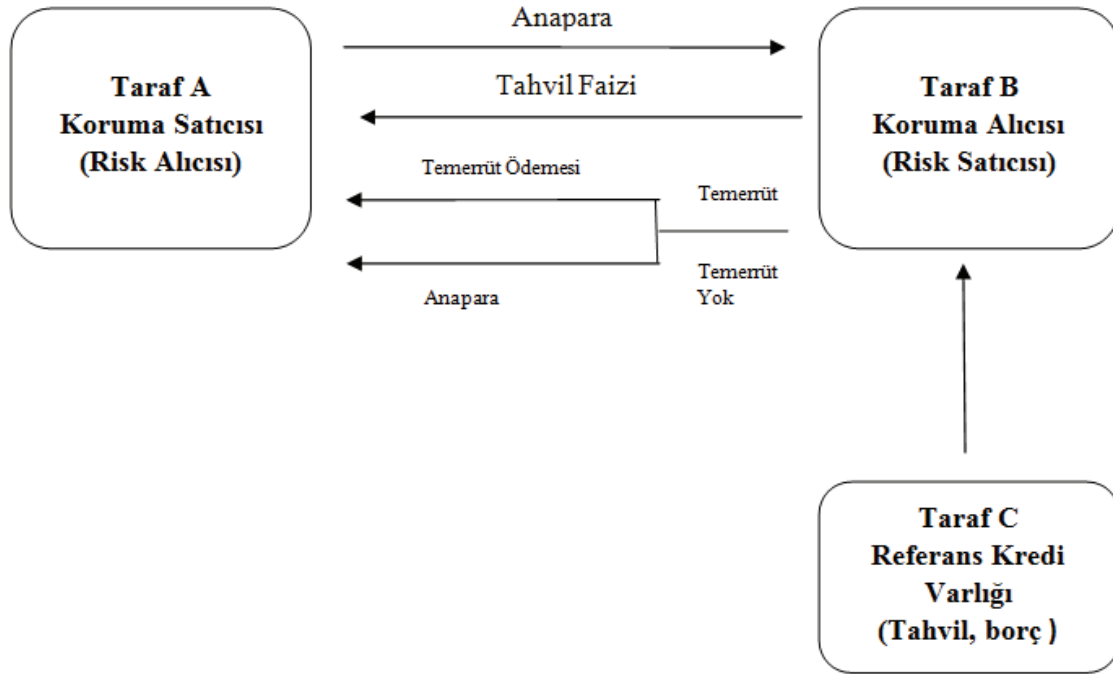 Anapara
Taraf A
Koruma Satıcısı
(Risk Alıcısı)
Tahvil Faizi
Taraf B
Koruma Alıcısı
(Risk Satıcısı)
Temerrüt Ödemesi
Temerrüt
Anapara
Temerrüt
Yok
Taraf C
Referans Kredi
Varlığı
(Tahvil, borç )